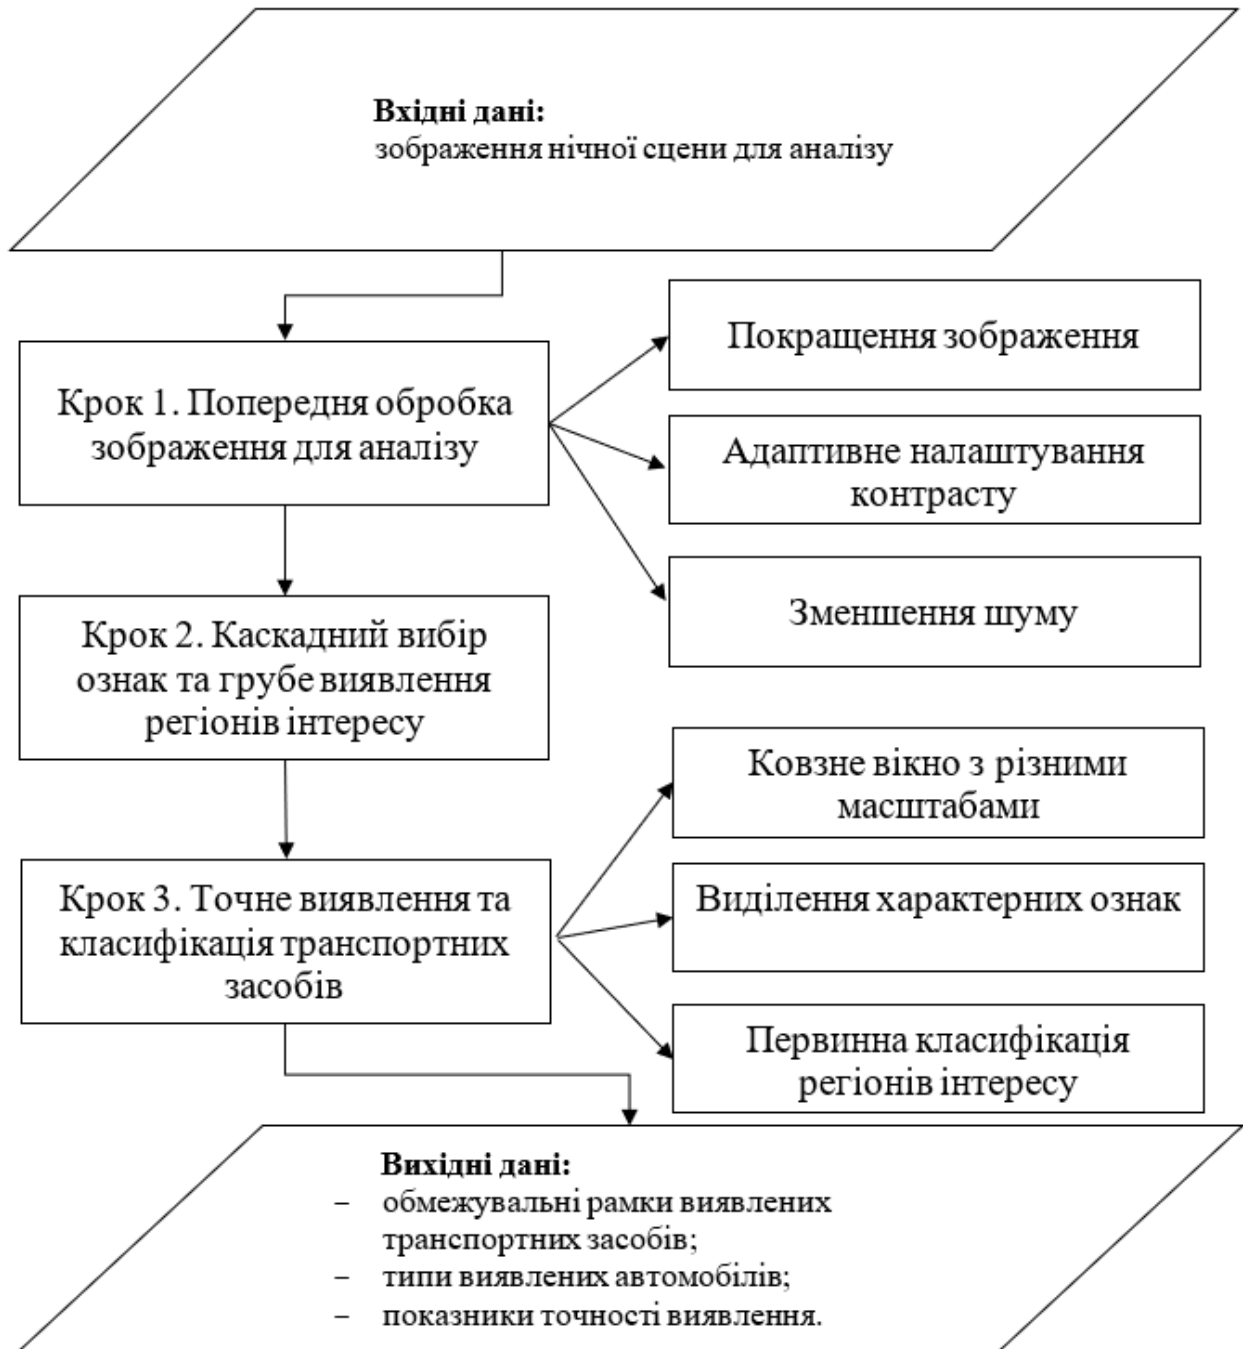 Вхідні дані:
зображення нічної сцени для аналізу
Крок 1. Попередня обробка
зображення для аналізу
Покращення зображення
Адаптивне налаштування
контрасту
Зменшення шуму
Крок 2. Каскадний вибір
ознак та грубе виявлення
регіонів інтересу
Крок 3. Точне виявлення та
класифікація транспортних
засобів
Ковзне вікно з різними
масштабами
Виділення характерних ознак
Первинна класифікація
регіонів інтересу
Вихідні дані:
– обмежувальні рамки виявлених
транспортних засобів;
– типи виявлених автомобілів;
– показники точності виявлення.